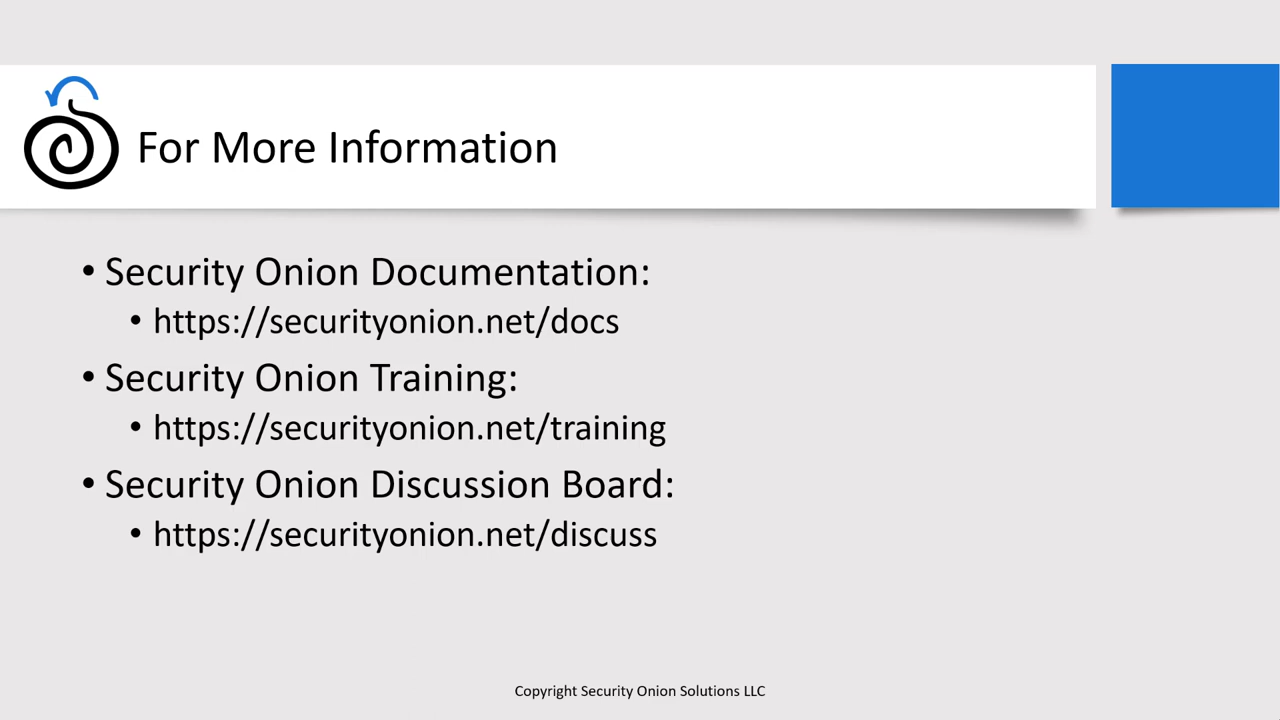 For More Information
• Security Onion Documentation:
• https://securityonion.net/docs
• Security Onion Training:
• https://securityonion.net/training
• Security Onion Discussion Board:
• https://securityonion.net/discuss
Copyright Security Onion Solutions LLC